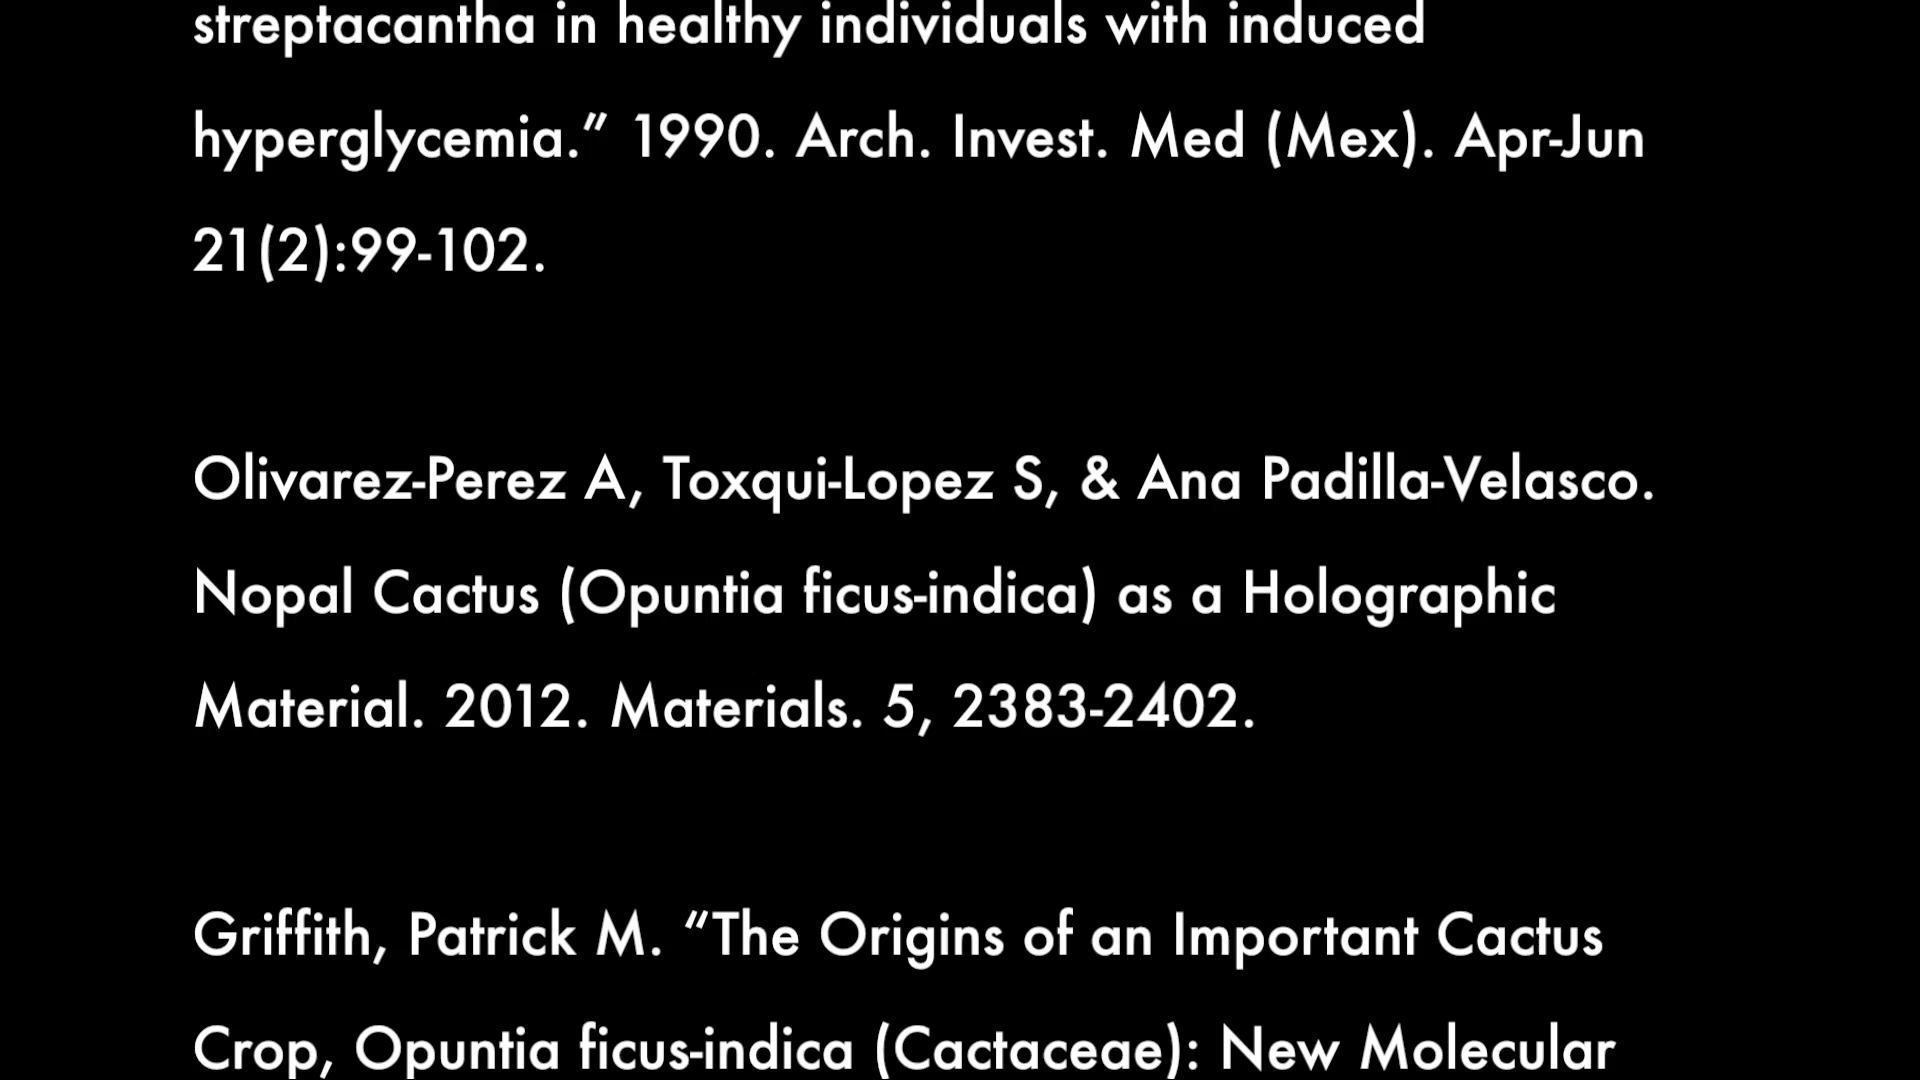 streptacantha in healthy individuals with induced
hyperglycemia.” 1990. Arch. Invest. Med (Mex). Apr-Jun
21(2):99-102.
Olivarez-Perez A, Toxqui-Lopez S, & Ana Padilla-Velasco.
Nopal Cactus (Opuntia ficus-indica) as a Holographic
Material. 2012. Materials. 5, 2383-2402.
Griffith, Patrick M. “The Origins of an Important Cactus
Crop, Opuntia ficus-indica (Cactaceae): New Molecular